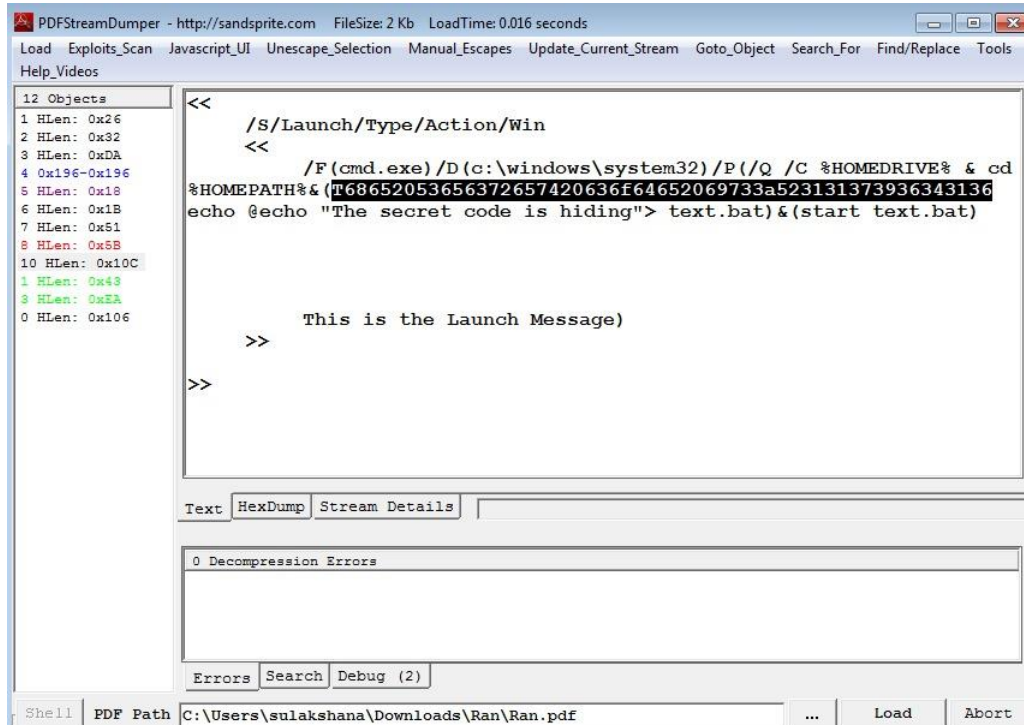 PDFStreamDumper - http://sandsprite.com FileSize: 2 Kb LoadTime: 0.016 seconds
Load Exploits_Scan Javascript_UI Unescape_Selection Manual_Escapes Update_Current_Stream Goto_Object Search_For Find/Replace Tools
Help_Videos
12 Objects
1 HLen: 0x26
2 HLen: 0x32
3 HLen: 0xDA
4 0x196-0x196
5 HLen: 0x18
6 HLen: 0x1B
7 HLen: 0x51
8 HLen: 0x5B
10 HLen: 0x10C
1 HLen: 0x43
3 HLen: 0xEA
0 HLen: 0x106
<<
/S/Launch/Type/Action/Win
<<
/F(cmd.exe)/D(c:\windows\system32)/P(/Q /C %HOMEDRIVE% & cd
%HOMEPATH%&(T68652053656372657420636f64652069733a523131373936343136
echo @echo "The secret code is hiding"> text.bat)&(start text.bat)
This is the Launch Message)
>>
>>
Text HexDump Stream Details
0 Decompression Errors
Errors Search Debug (2)
Shell PDF Path C:\Users\sulakshana\Downloads\Ran\Ran.pdf ... Load Abort